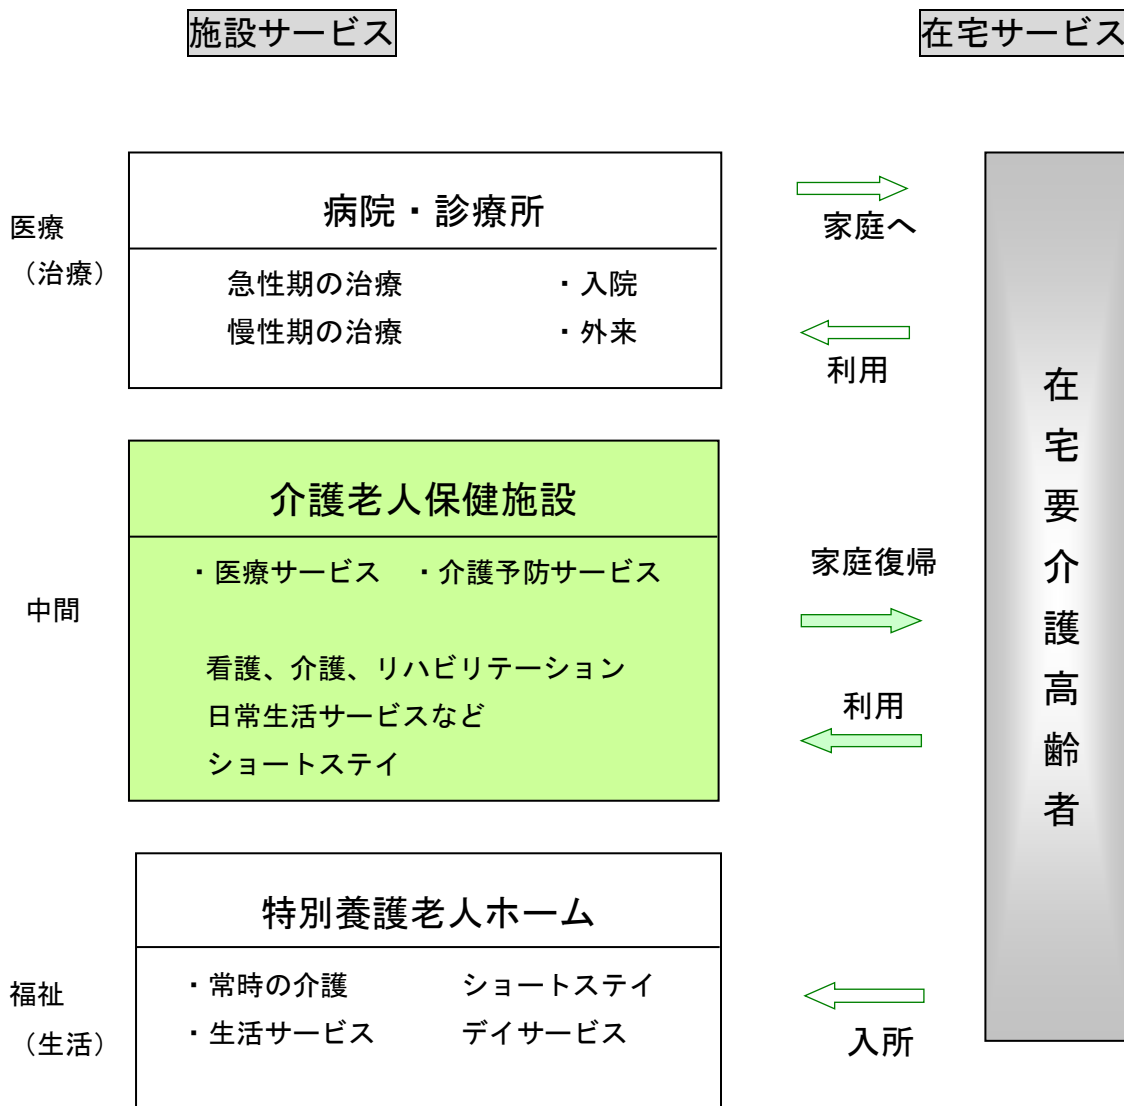 施設サービス
在宅サービス
医療
（治療）
病院・診療所
急性期の治療 ・入院
慢性期の治療 ・外来
家庭へ
利用
中間
介護老人保健施設
・医療サービス ・介護予防サービス
看護、介護、リハビリテーション
日常生活サービスなど
ショートステイ
家庭復帰
利用
福祉
（生活）
特別養護老人ホーム
・常時の介護 ショートステイ
・生活サービス デイサービス
入所
在宅要介護高齢者